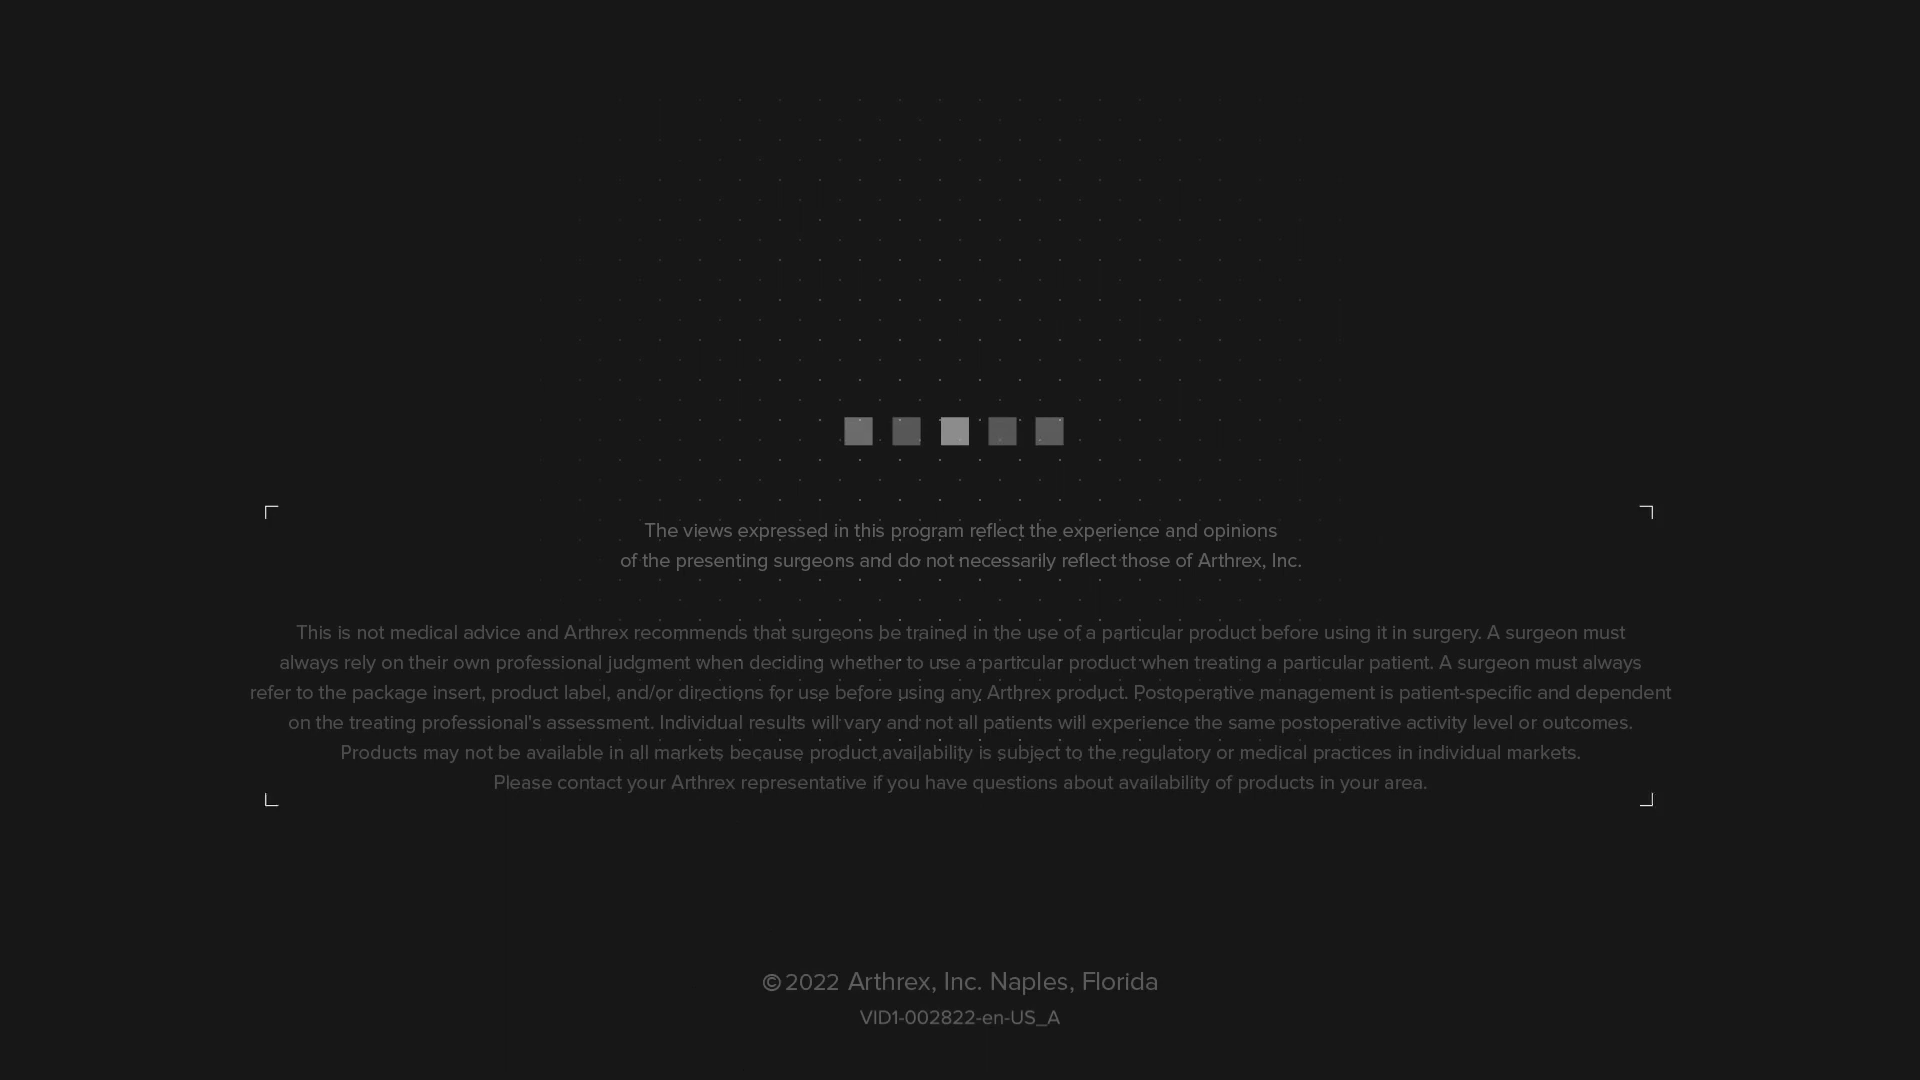 The views expressed in this program reflect the experience and opinions
of the presenting surgeons and do not necessarily reflect those of Arthrex, Inc.
This is not medical advice and Arthrex recommends that surgeons be trained in the use of a particular product before using it in surgery. A surgeon must
always rely on their own professional judgment when deciding whether to use a particular product when treating a particular patient. A surgeon must always
refer to the package insert, product label, and/or directions for use before using any Arthrex product. Postoperative management is patient-specific and dependent
on the treating professional's assessment. Individual results will vary and not all patients will experience the same postoperative activity level or outcomes.
Products may not be available in all markets because product availability is subject to the regulatory or medical practices in individual markets.
Please contact your Arthrex representative if you have questions about availability of products in your area.
© 2022 Arthrex, Inc. Naples, Florida
VID1-002822-en-US_A